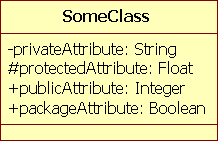 SomeClass
-privateAttribute: String
#protectedAttribute: Float
+publicAttribute: Integer
+packageAttribute: Boolean